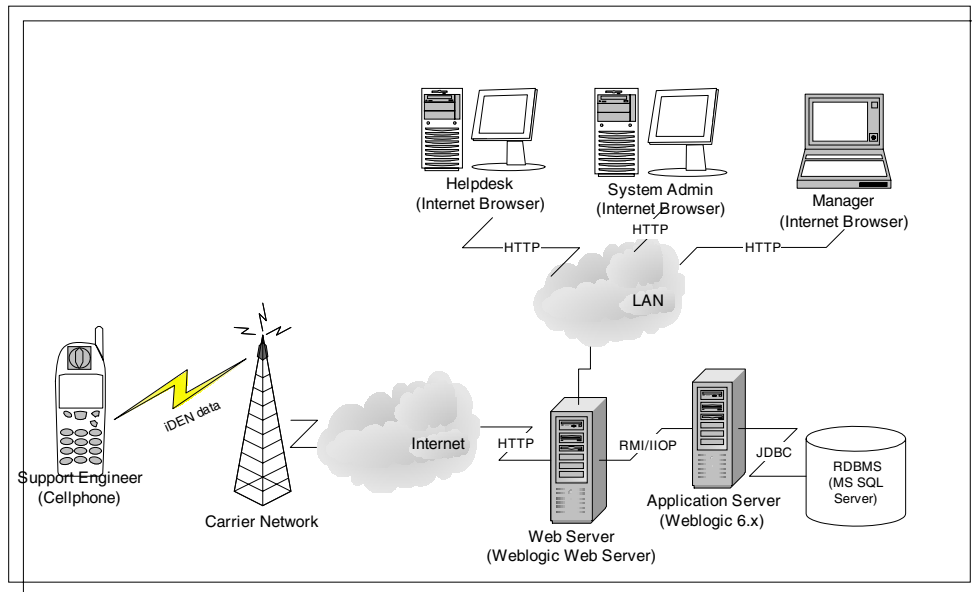 Helpdesk
(Internet Browser)
System Admin
(Internet Browser)
Manager
(Internet Browser)
HTTP
HTTP
HTTP
LAN
iDEN data
Support Engineer
(Cellphone)
Carrier Network
Internet
HTTP
RMI/IIOP
JDBC
Web Server
(Weblogic Web Server)
Application Server
(Weblogic 6.x)
RDBMS
(MS SQL
Server)